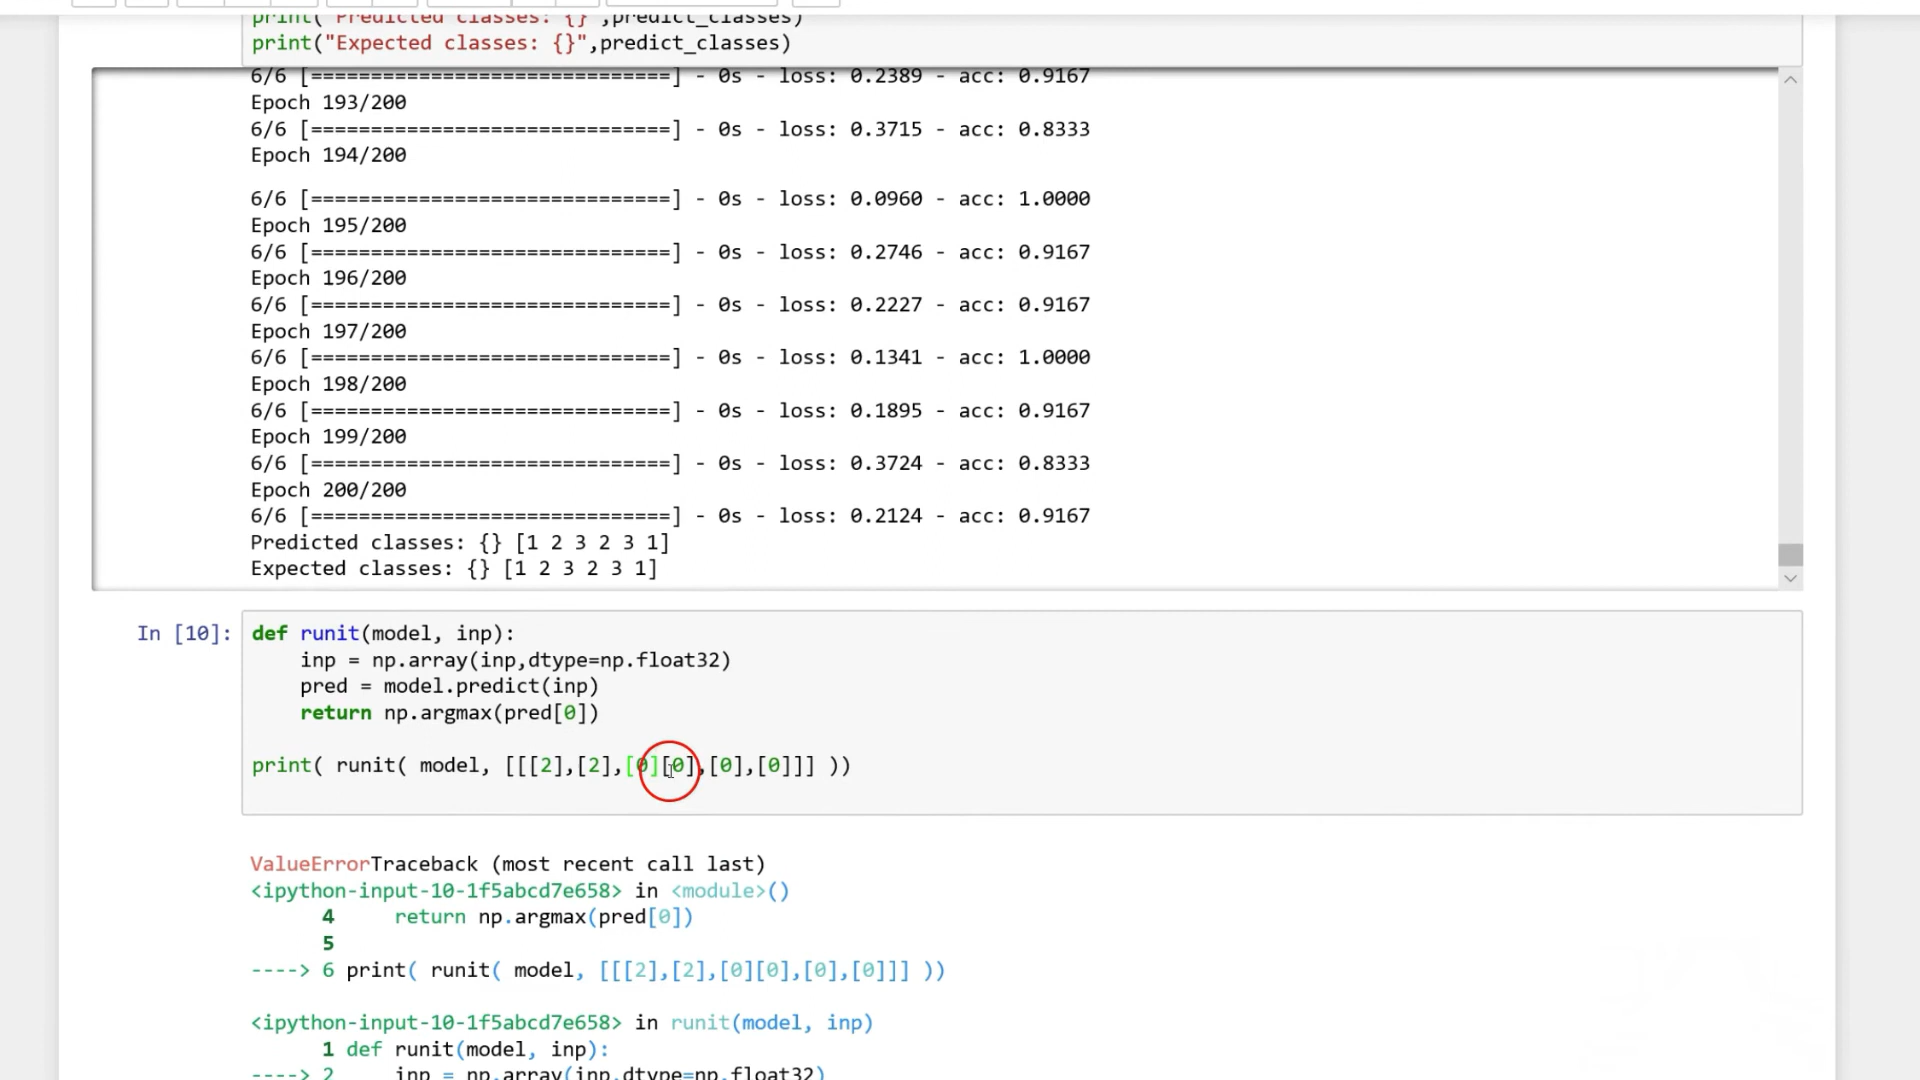 print("Predicted classes: {}",predict_classes)
print("Expected classes: {}",predict_classes)
6/6 [==============================] - 0s - loss: 0.2389 - acc: 0.9167
Epoch 193/200
6/6 [==============================] - 0s - loss: 0.3715 - acc: 0.8333
Epoch 194/200
6/6 [==============================] - 0s - loss: 0.0960 - acc: 1.0000
Epoch 195/200
6/6 [==============================] - 0s - loss: 0.2746 - acc: 0.9167
Epoch 196/200
6/6 [==============================] - 0s - loss: 0.2227 - acc: 0.9167
Epoch 197/200
6/6 [==============================] - 0s - loss: 0.1341 - acc: 1.0000
Epoch 198/200
6/6 [==============================] - 0s - loss: 0.1895 - acc: 0.9167
Epoch 199/200
6/6 [==============================] - 0s - loss: 0.3724 - acc: 0.8333
Epoch 200/200
6/6 [==============================] - 0s - loss: 0.2124 - acc: 0.9167
Predicted classes: {} [1 2 3 2 3 1]
Expected classes: {} [1 2 3 2 3 1]
In [10]: def runit(model, inp):
inp = np.array(inp,dtype=np.float32)
pred = model.predict(inp)
return np.argmax(pred[0])
print( runit( model, [[[2],[2],[0][0],[0],[0]]] ))
ValueErrorTraceback (most recent call last)
<ipython-input-10-1f5abcd7e658> in <module>()
4 return np.argmax(pred[0])
5
----> 6 print( runit( model, [[[2],[2],[0][0],[0],[0]]] ))
<ipython-input-10-1f5abcd7e658> in runit(model, inp)
1 def runit(model, inp):
----> 2 inp = np.array(inp,dtype=np.float32)